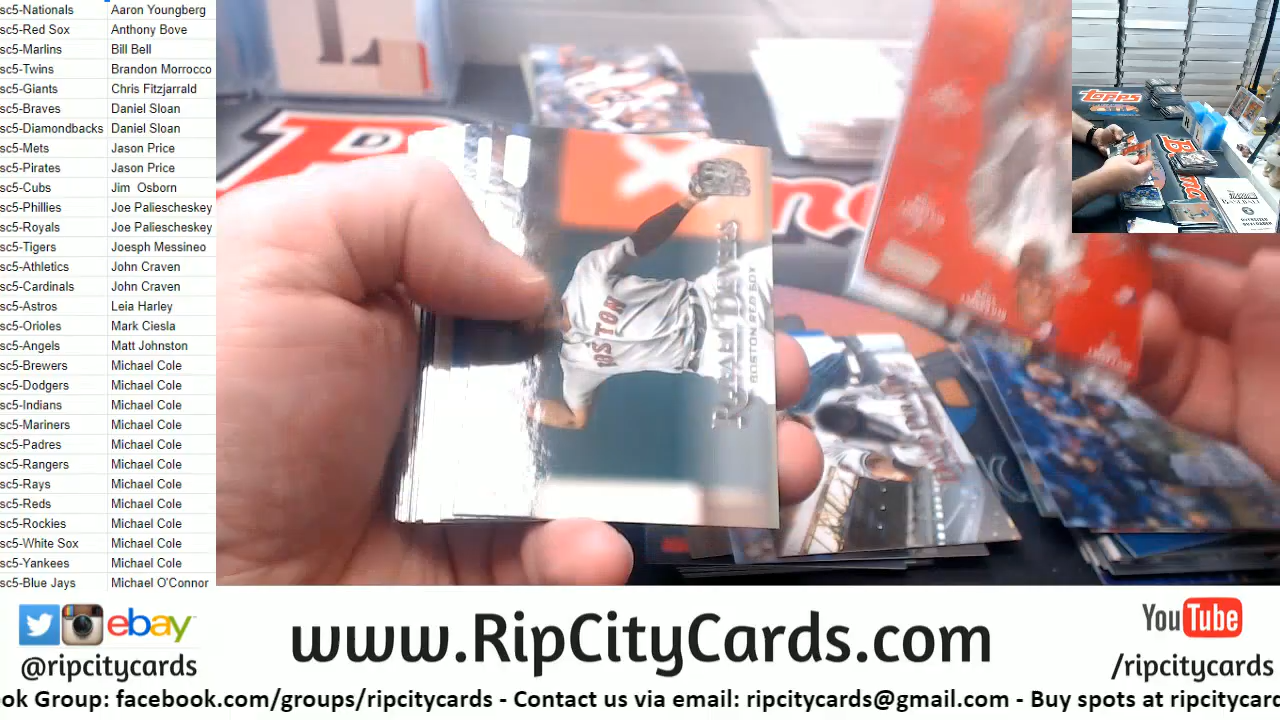 sc5-Nationals Aaron Youngberg
sc5-Red Sox Anthony Bove
sc5-Marlins Bill Bell
sc5-Twins Brandon Morrocco
sc5-Giants Chris Fitzjarrald
sc5-Braves Daniel Sloan
sc5-Diamondbacks Daniel Sloan
sc5-Mets Jason Price
sc5-Pirates Jason Price
sc5-Cubs Jim Osborn
sc5-Phillies Joe Paliescheskey
sc5-Royals Joe Paliescheskey
sc5-Tigers Joesph Messineo
sc5-Athletics John Craven
sc5-Cardinals John Craven
sc5-Astros Leia Harley
sc5-Orioles Mark Ciesla
sc5-Angels Matt Johnston
sc5-Brewers Michael Cole
sc5-Dodgers Michael Cole
sc5-Indians Michael Cole
sc5-Mariners Michael Cole
sc5-Padres Michael Cole
sc5-Rangers Michael Cole
sc5-Rays Michael Cole
sc5-Reds Michael Cole
sc5-Rockies Michael Cole
sc5-White Sox Michael Cole
sc5-Yankees Michael Cole
sc5-Blue Jays Michael O'Connor
BOSTON RED SOX
topps
ebay
@ripcitycards
www.RipCityCards.com
YouTube
/ripcitycards
ok Group: facebook.com/groups/ripcitycards - Contact us via email: ripcitycards@gmail.com - Buy spots at ripcitycard